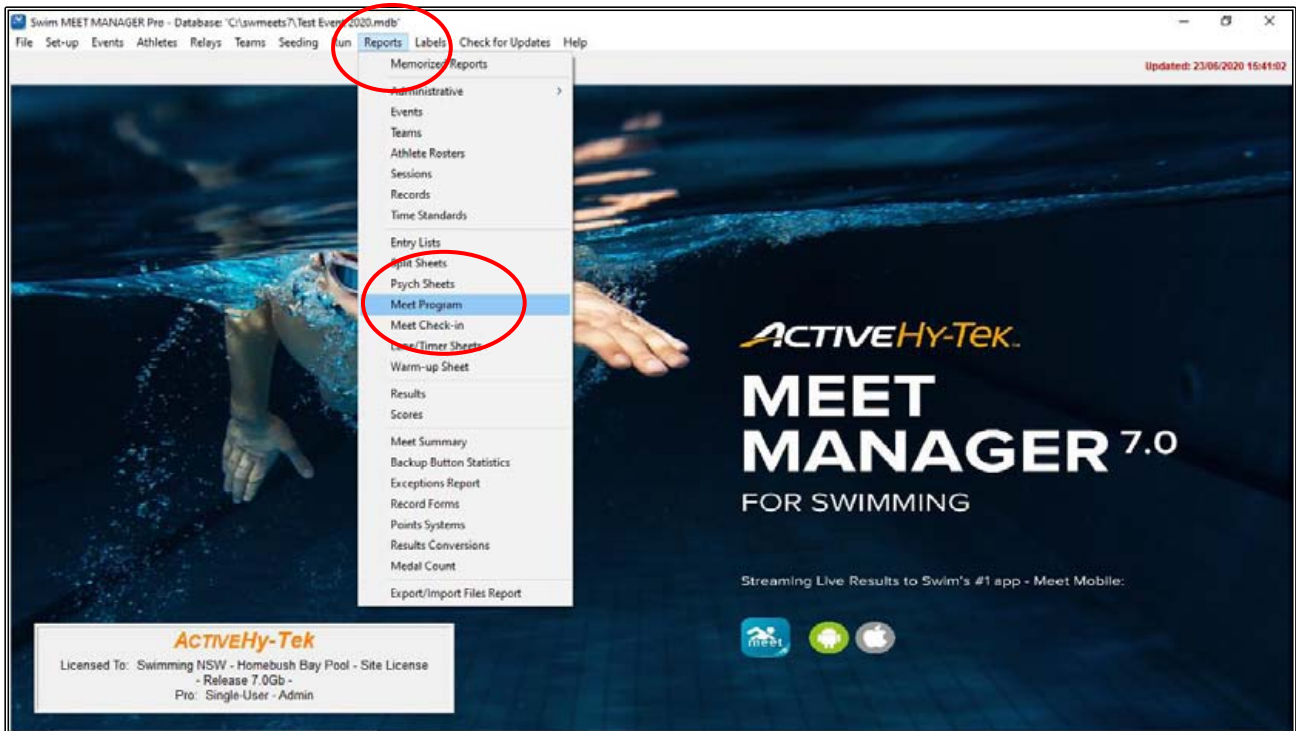 Swim MEET MANAGER Pro - Database: 'C:\swmeets7\Test Event 2020.mdb'
File Set-up Events Athletes Relays Teams Seeding Run Reports Labels Check for Updates Help
Updated: 23/06/2020 15:41:02
Memorized Reports
Administrative
Events
Teams
Athlete Rosters
Sessions
Records
Time Standards
Entry Lists
Split Sheets
Psych Sheets
Meet Program
Meet Check-in
Lane/Timer Sheets
Warm-up Sheet
Results
Scores
Meet Summary
Backup Button Statistics
Exceptions Report
Record Forms
Points Systems
Results Conversions
Medal Count
Export/Import Files Report
ACTIVEHy-Tek
MEET
MANAGER 7.0
FOR SWIMMING
Streaming Live Results to Swim's #1 app - Meet Mobile:
meet
ACTIVEHy-Tek
Licensed To: Swimming NSW - Homebush Bay Pool - Site License
- Release 7.0Gb -
Pro: Single-User - Admin